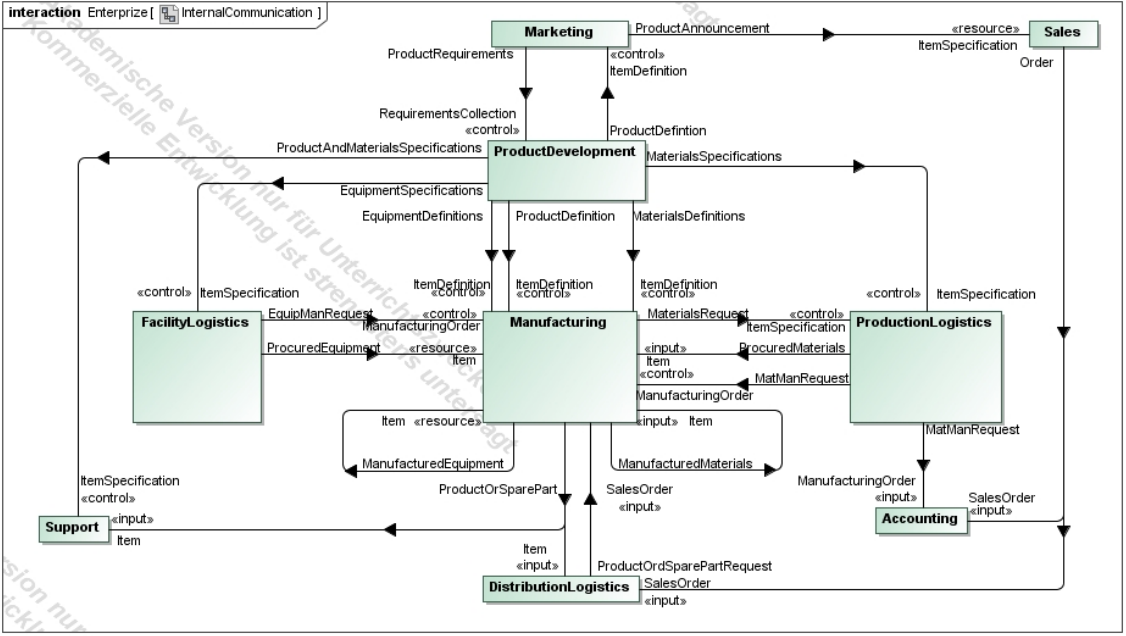 interaction Enterprize [ InternalCommunication ]
Marketing
ProductAnnouncement
«resource»
ItemSpecification
Sales
Order
ProductRequirements
«control»
ItemDefinition
RequirementsCollection
«control»
ProductDefintion
ProductAndMaterialsSpecifications
ProductDevelopment
MaterialsSpecifications
EquipmentSpecifications
EquipmentDefinitions
ProductDefinition
MaterialsDefinitions
«control»
ItemSpecification
ItemDefinition
«control»
ItemDefinition
«control»
ItemDefinition
«control»
«control»
ItemSpecification
FacilityLogistics
EquipManRequest
«control»
ManufacturingOrder
Manufacturing
MaterialsRequest
«control»
ItemSpecification
ProductionLogistics
ProcuredEquipment
«resource»
Item
«input»
Item
ProcuredMaterials
«control»
MatManRequest
ManufacturingOrder
Item «resource»
«input» Item
MatManRequest
ManufacturedEquipment
ManufacturedMaterials
ItemSpecification
«control»
ProductOrSparePart
SalesOrder
«input»
ManufacturingOrder
«input»
SalesOrder
«input»
Support
«input»
Item
Accounting
Item
«input»
ProductOrdSparePartRequest
DistributionLogistics
SalesOrder
«input»
Akademische Version nur für Unterrichtszwecke
Kommerzielle Entwicklung ist strengstens untersagt